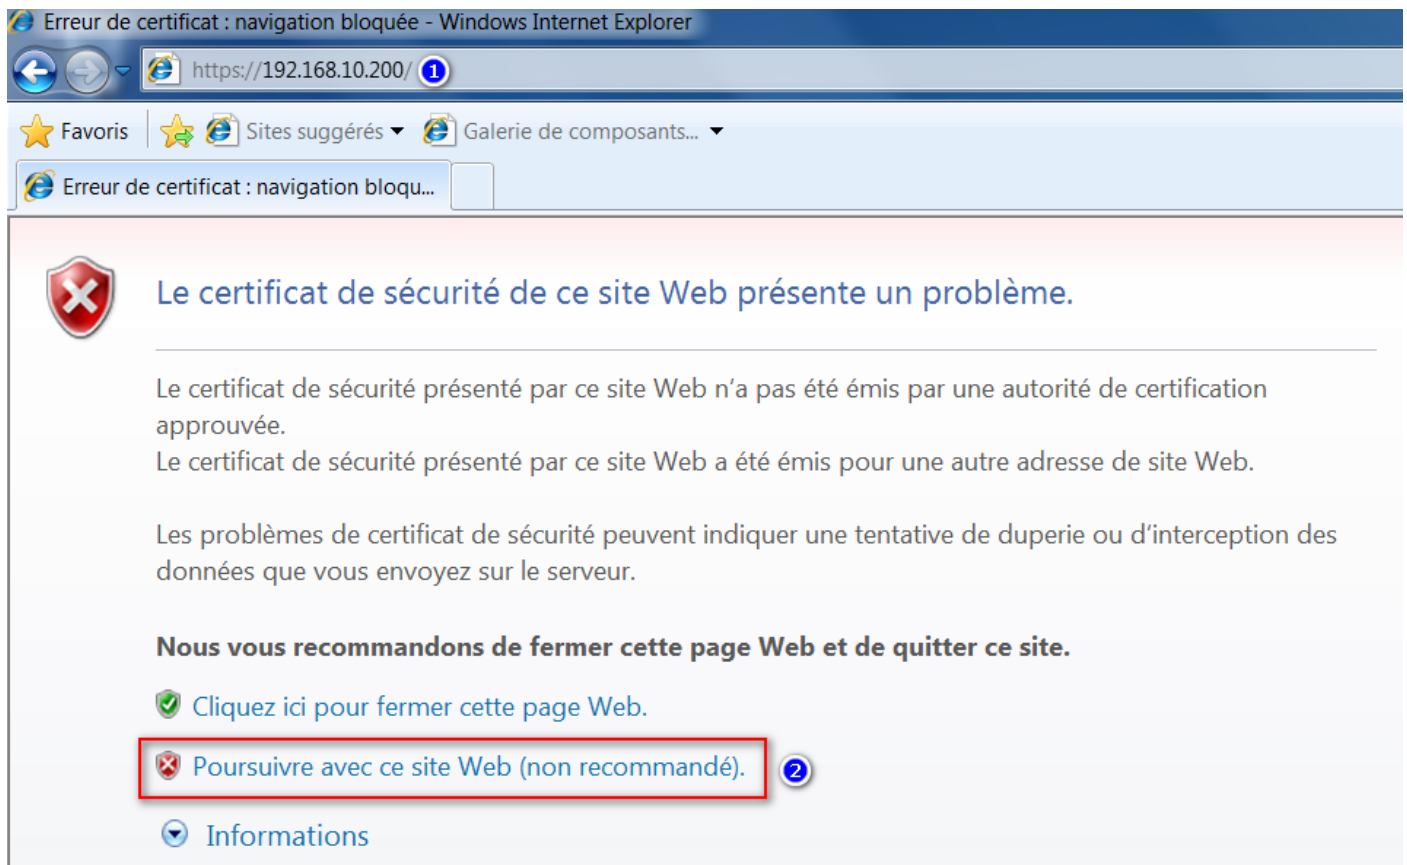 Erreur de certificat : navigation bloquée - Windows Internet Explorer
https://192.168.10.200/ 1
Favoris Sites suggérés Galerie de composants...
Erreur de certificat : navigation bloqu...
Le certificat de sécurité de ce site Web présente un problème.
Le certificat de sécurité présenté par ce site Web n'a pas été émis par une autorité de certification
approuvée.
Le certificat de sécurité présenté par ce site Web a été émis pour une autre adresse de site Web.
Les problèmes de certificat de sécurité peuvent indiquer une tentative de duperie ou d'interception des
données que vous envoyez sur le serveur.
Nous vous recommandons de fermer cette page Web et de quitter ce site.
Cliquez ici pour fermer cette page Web.
Poursuivre avec ce site Web (non recommandé). 2
Informations